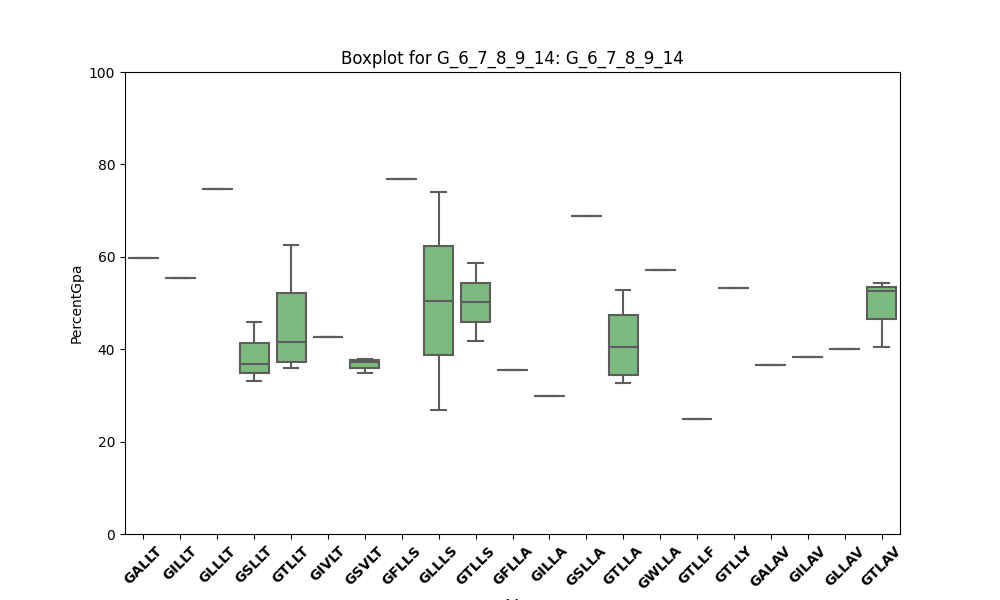 Boxplot for G_6_7_8_9_14: G_6_7_8_9_14
PercentGpa
100
80
60
40
20
0
GALLT
GILLT
GLLLT
GSLLT
GTLLT
GIVLT
GSVLT
GFLLS
GLLLS
GTLLS
GFLLA
GILLA
GSLLA
GTLLA
GWLLA
GTLLF
GTLLY
GALAV
GILAV
GLLAV
GTLAV